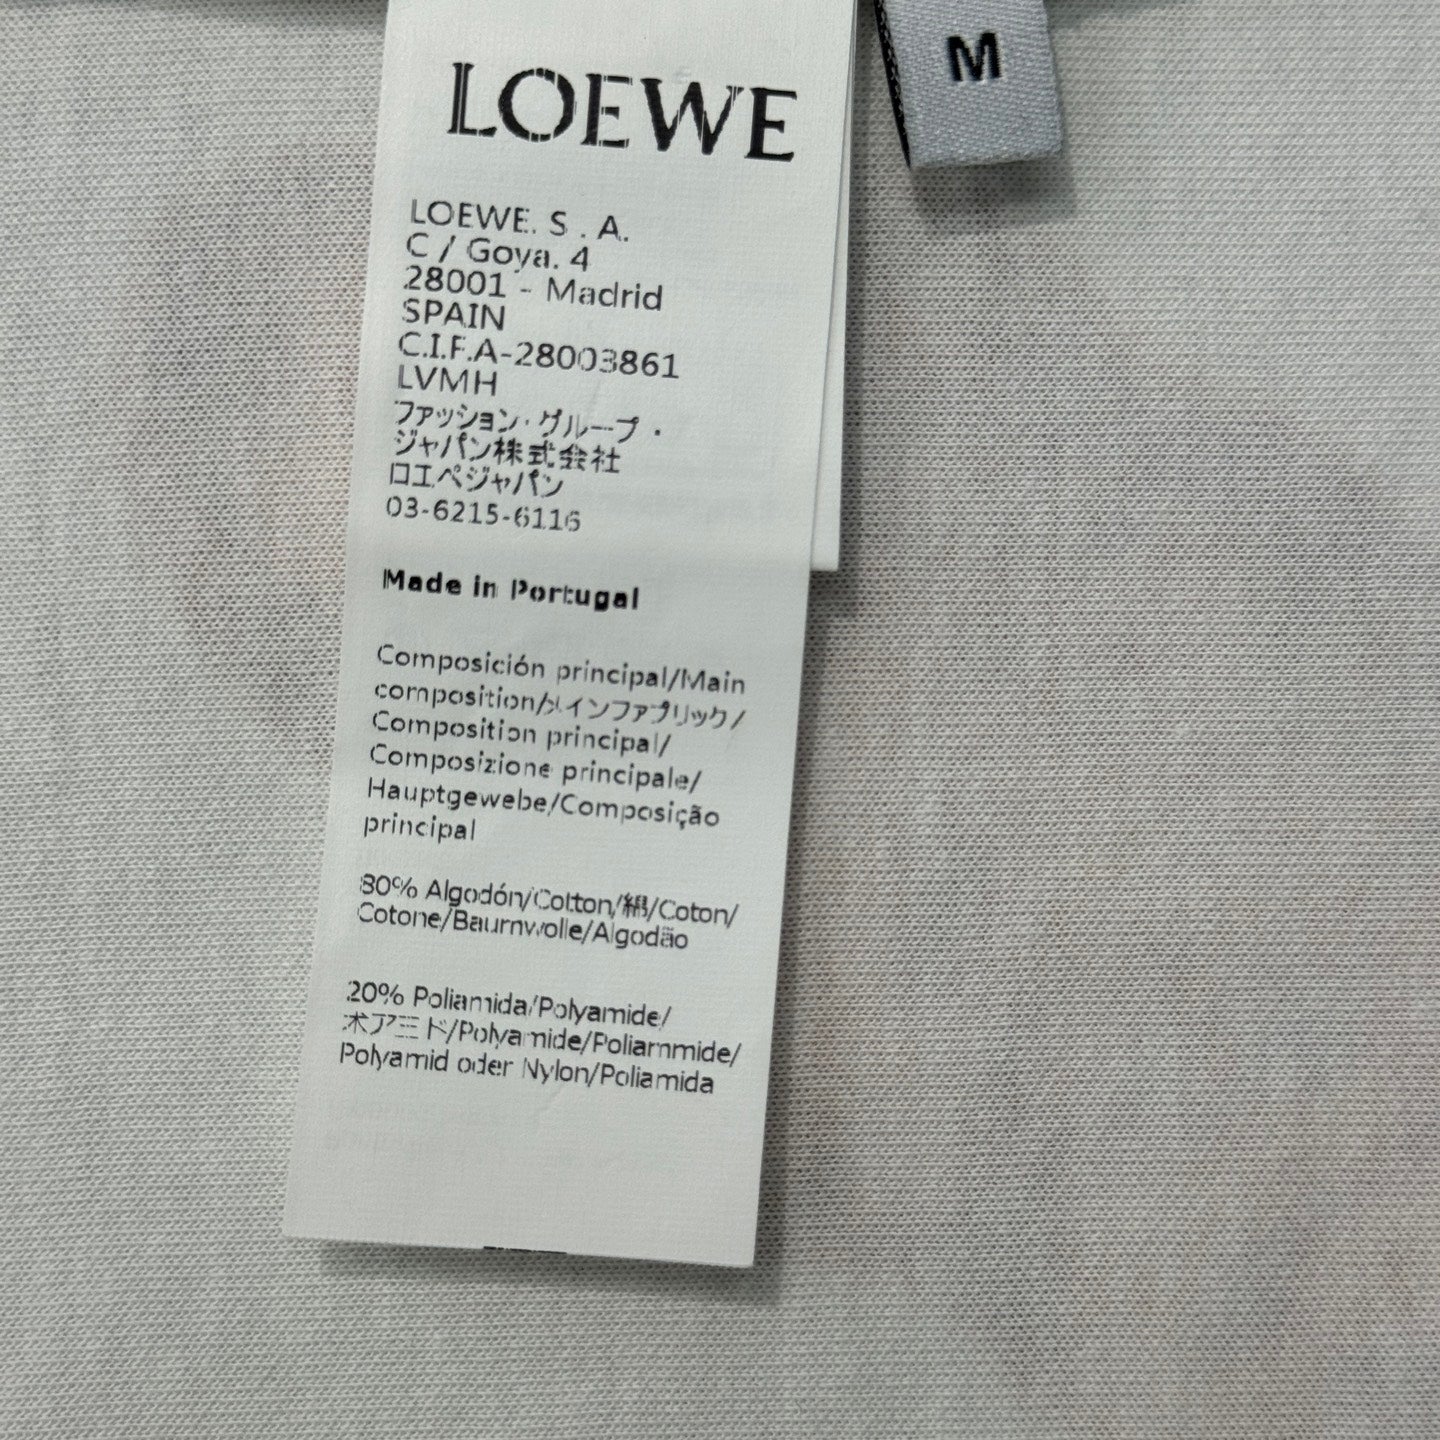 LOEWE
M
LOEWE. S . A.
C / Goya. 4
28001 - Madrid
SPAIN
C.I.F.A-28003861
LVMH
ファッション・グループ・
ジャパン株式会社
ロエベジャパン
03-6215-6116
Made in Portugal
Composición principal/Main
composition/メインファブリック/
Composition principal/
Composizione principale/
Hauptgewebe/Composição
principal
80% Algodón/Cotton/綿/Coton/
Cotone/Baumwolle/Algodão
20% Poliamida/Polyamide/
ホアミド/Polyamide/Poliammide/
Polyamid oder Nylon/Poliamida